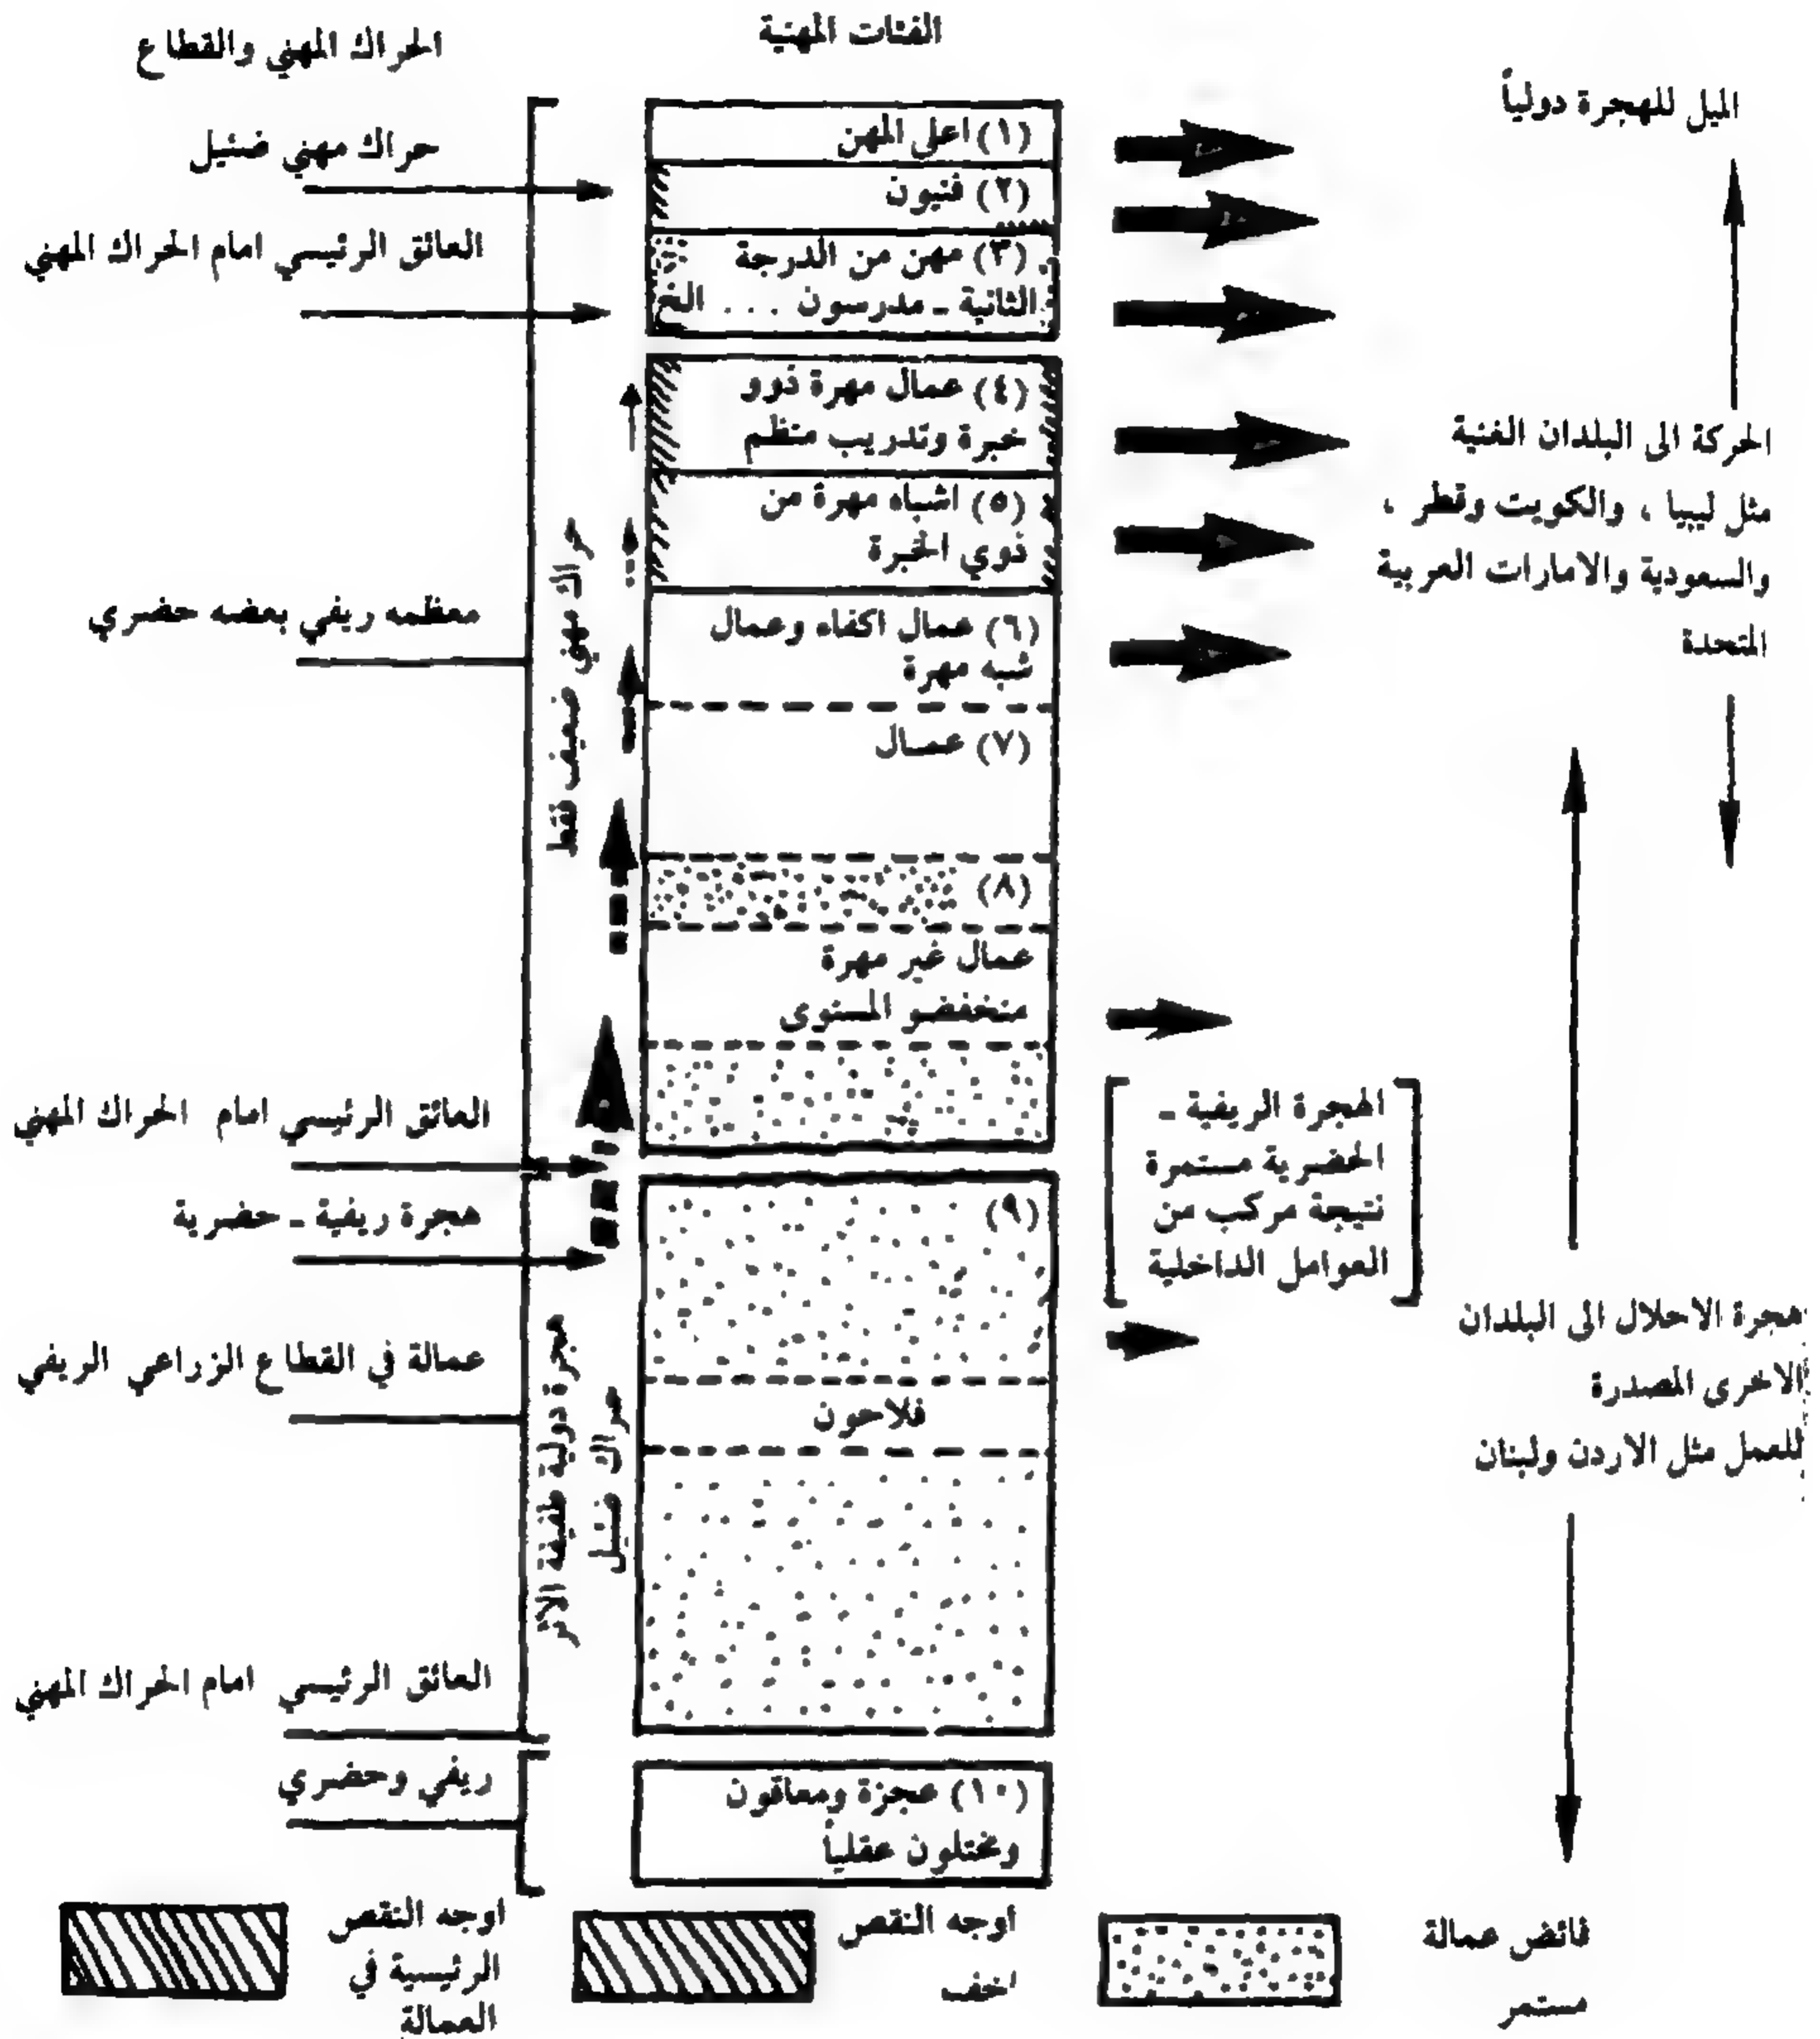 الفئات المهنية
الحراك المهني والقطاع
الميل للهجرة دولياً
(١) اعلى المهن
حراك مهني ضئيل
(٢) فنيون
العائق الرئيسي امام الحراك المهني
(٣) مهن من الدرجة
الثانية ـ مدرسون ... الخ
(٤) عمال مهرة ذوو
خبرة وتدريب منظم
الحركة الى البلدان الغنية
مثل ليبيا ، والكويت وقطر ،
والسعودية والامارات العربية
المتحدة
(٥) اشباه مهرة من
ذوي الخبرة
معظمه ريفي بعضه حضري
حراك مهني ضعيف فقط
(٦) عمال اكفاء وعمال
شبه مهرة
(٧) عمال
(٨)
عمال غير مهرة
منخفضو المستوى
العائق الرئيسي امام الحراك المهني
الهجرة الريفية ـ
الحضرية مستمرة
نتيجة مركب من
العوامل الداخلية
هجرة ريفية ـ حضرية
(٩)
هجرة الاحلال الى البلدان
الاخرى المصدرة
للعمل مثل الاردن ولبنان
عمالة في القطاع الزراعي الريفي
هجرة دولية طفيفة الاثر
حراك ضئيل
فلاحون
العائق الرئيسي امام الحراك المهني
ريفي وحضري
(١٠) عجزة ومعاقون
ومختلون عقلياً
فائض عمالة
مستمر
اوجه النقص
اخف
اوجه النقص
الرئيسية في
العمالة